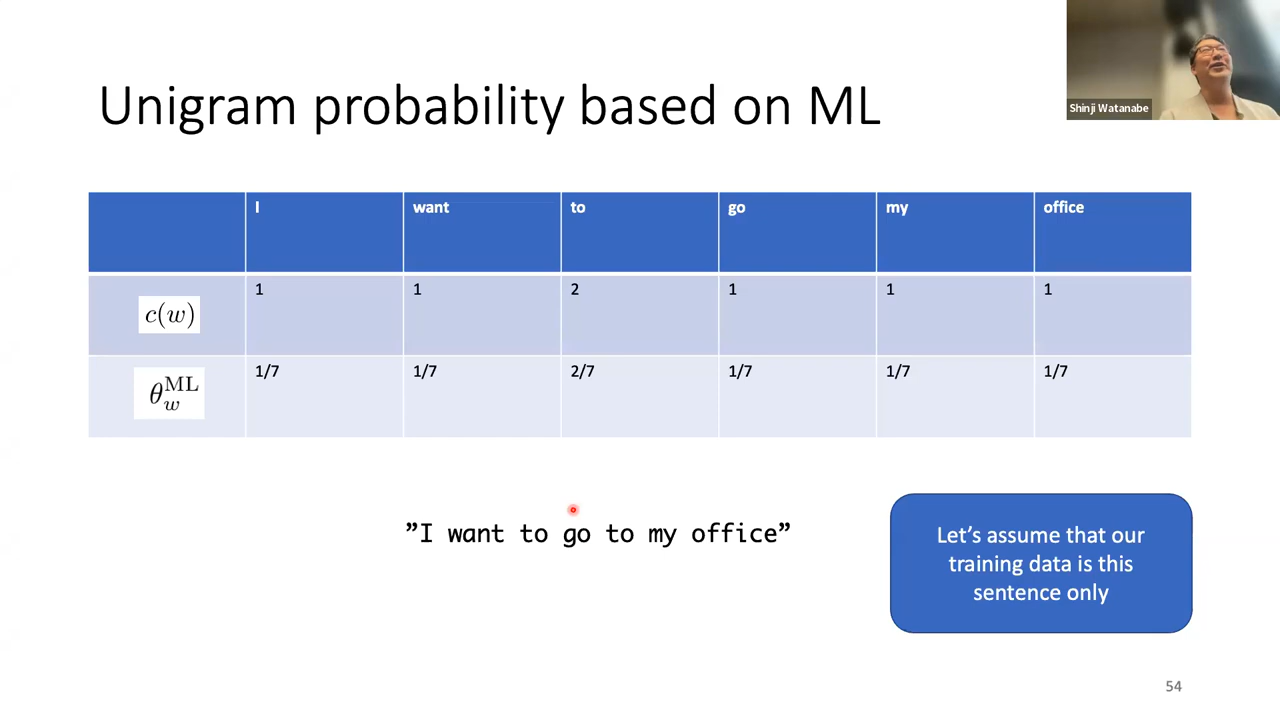 Shinji Watanabe
Unigram probability based on ML
I want to go my office
c(w) 1 1 2 1 1 1
θ_w^ML 1/7 1/7 2/7 1/7 1/7 1/7
”I want to go to my office”
Let’s assume that our
training data is this
sentence only
54